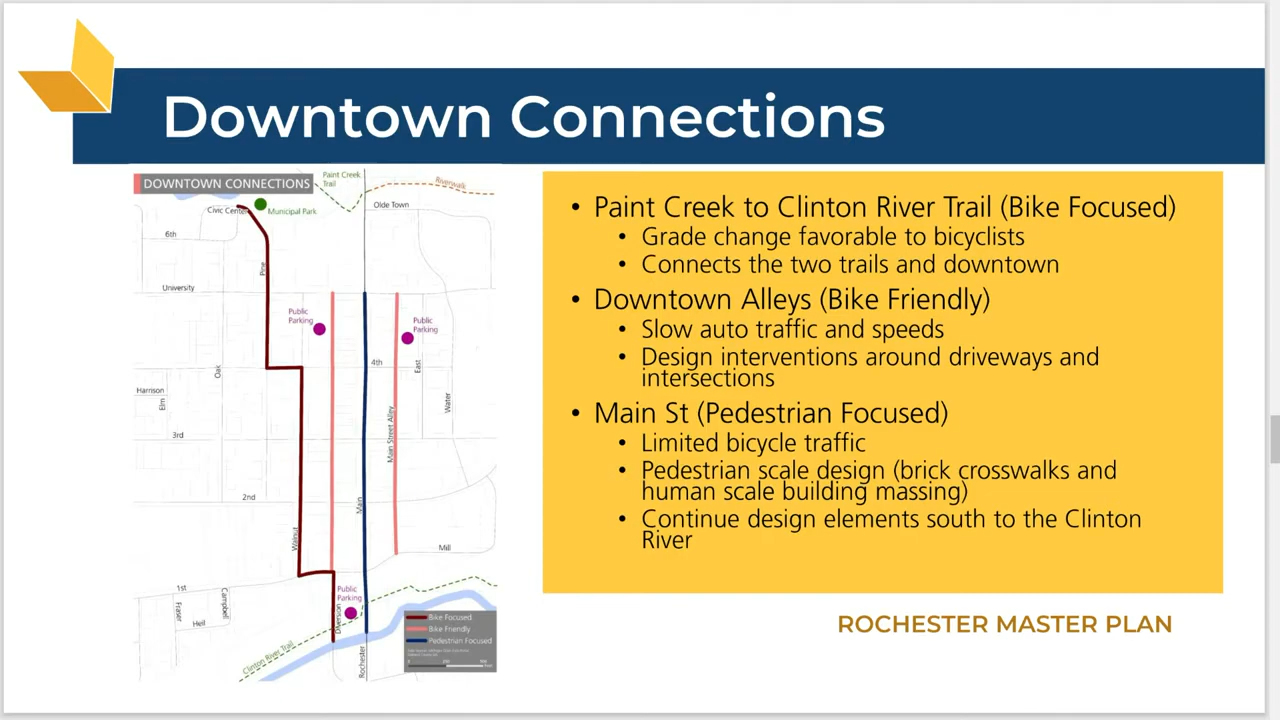 Downtown Connections
DOWNTOWN CONNECTIONS
Paint Creek
Trail
Riverwalk
Civic Center
Municipal Park
Olde Town
6th
Pine
University
Public
Parking
Public
Parking
Oak
4th
East
Harrison
Elm
Water
3rd
Main Street Alley
2nd
Main
Walnut
Mill
1st
Public
Parking
Fraser
Campbell
Hell
Clinton River Trail
Rochester
Bike Focused
Bike Friendly
Pedestrian Focused
• Paint Creek to Clinton River Trail (Bike Focused)
• Grade change favorable to bicyclists
• Connects the two trails and downtown
• Downtown Alleys (Bike Friendly)
• Slow auto traffic and speeds
• Design interventions around driveways and
intersections
• Main St (Pedestrian Focused)
• Limited bicycle traffic
• Pedestrian scale design (brick crosswalks and
human scale building massing)
• Continue design elements south to the Clinton
River
ROCHESTER MASTER PLAN